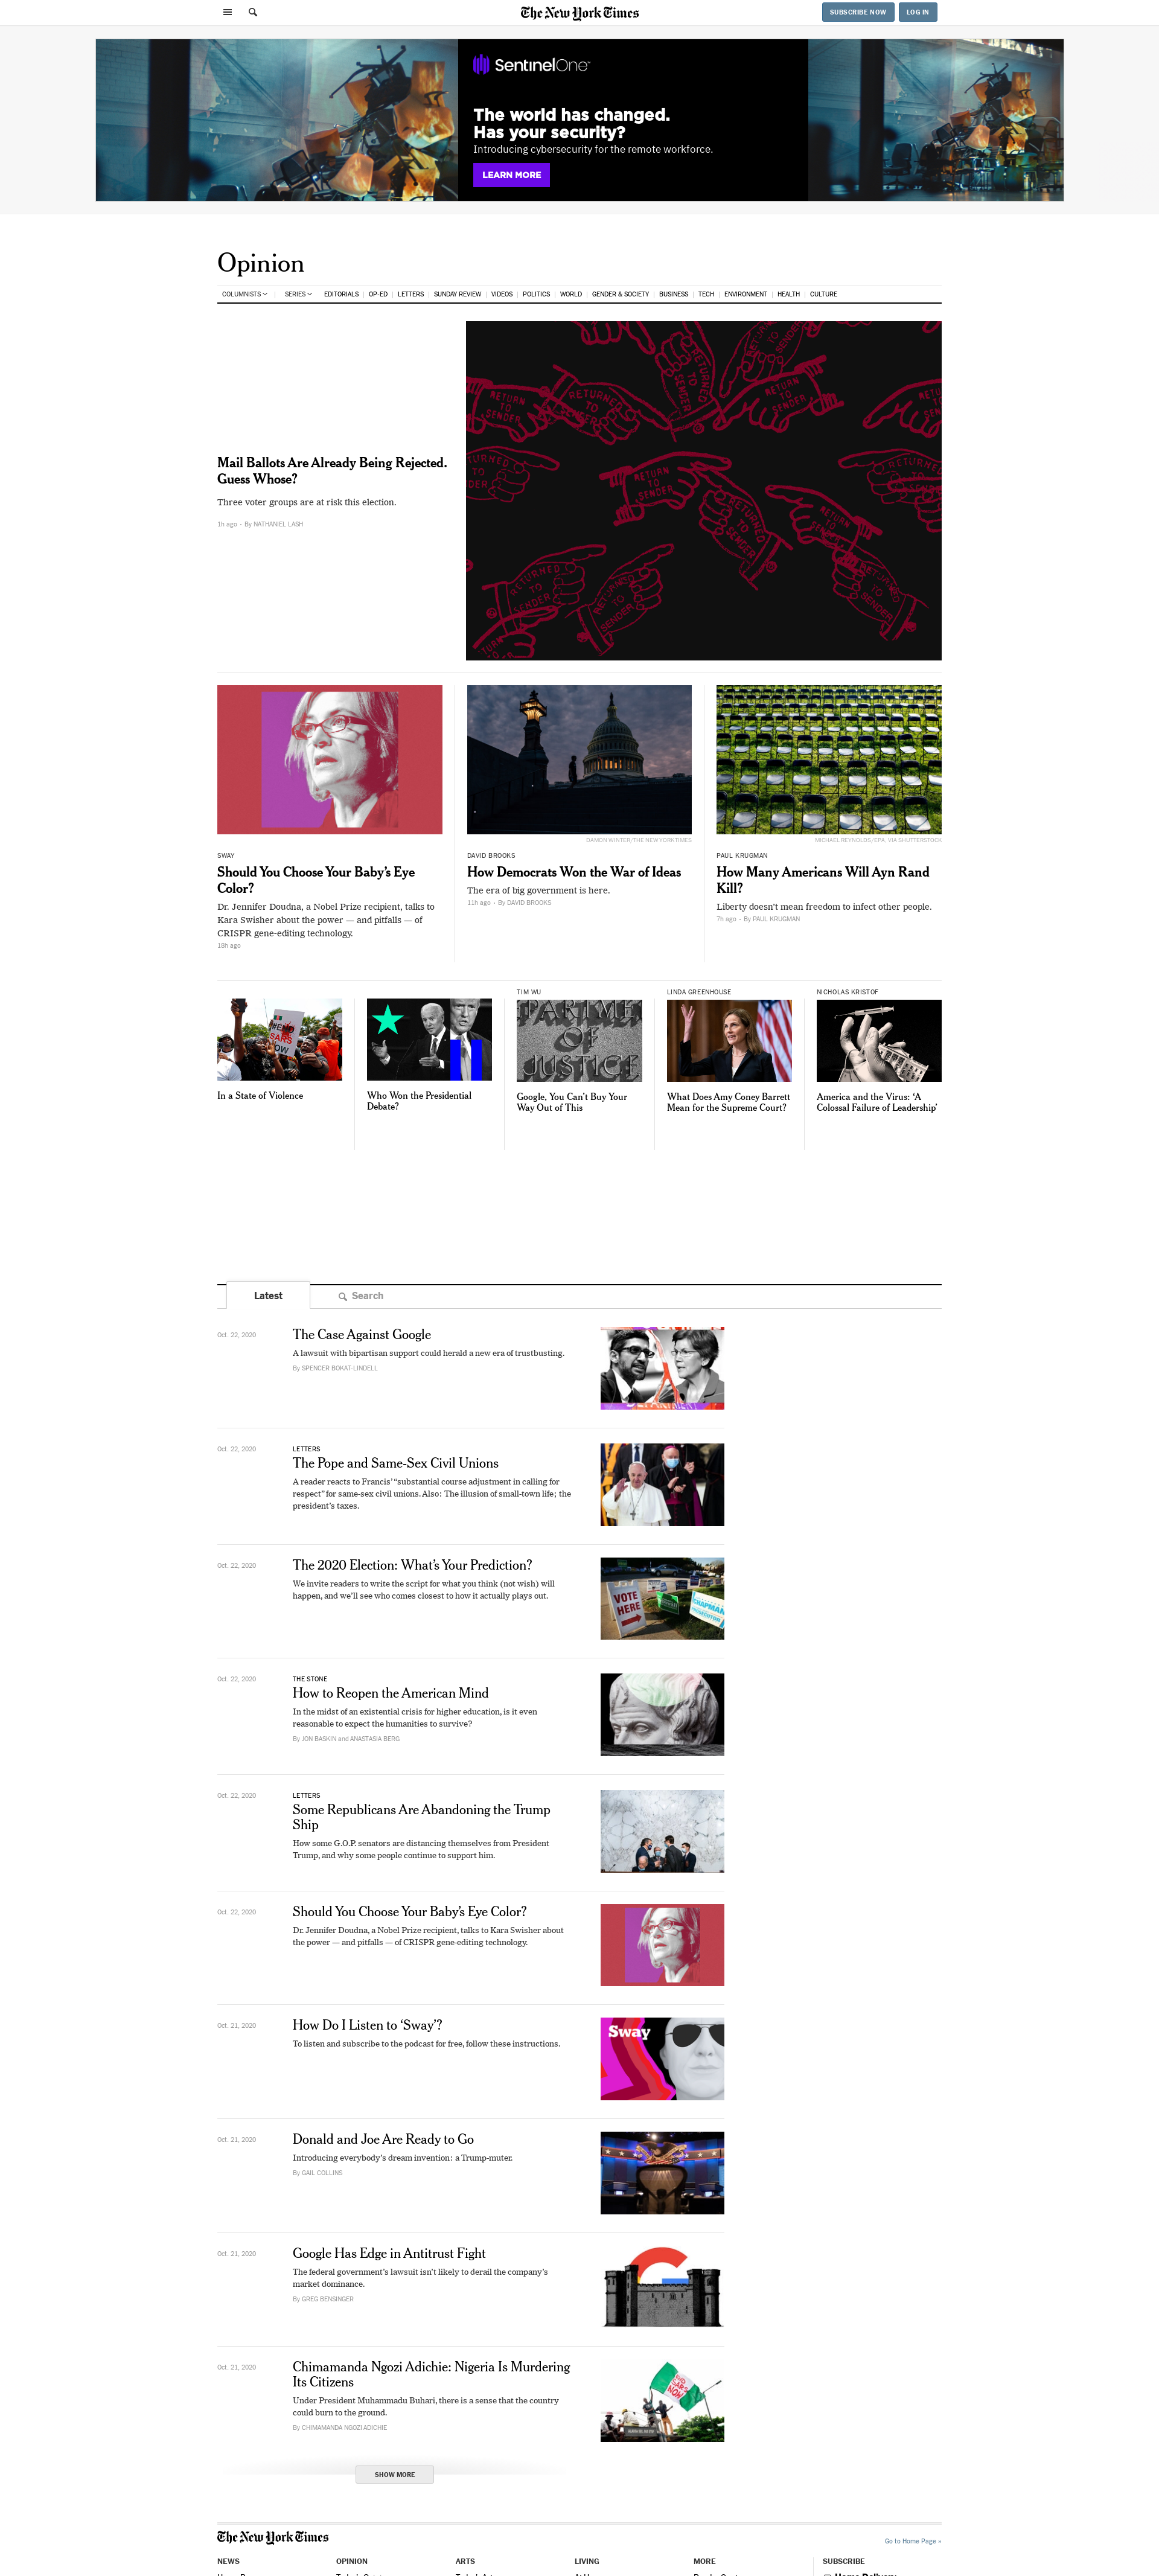 The New York Times
SUBSCRIBE NOW
LOG IN
SentinelOne
The world has changed.
Has your security?
Introducing cybersecurity for the remote workforce.
LEARN MORE
Opinion
COLUMNISTS | SERIES EDITORIALS | OP-ED | LETTERS | SUNDAY REVIEW | VIDEOS | POLITICS | WORLD | GENDER & SOCIETY | BUSINESS | TECH | ENVIRONMENT | HEALTH | CULTURE
Mail Ballots Are Already Being Rejected.
Guess Whose?
Three voter groups are at risk this election.
1h ago - By NATHANIEL LASH
RETURNED TO SENDER
SWAY
Should You Choose Your Baby’s Eye
Color?
Dr. Jennifer Doudna, a Nobel Prize recipient, talks to
Kara Swisher about the power — and pitfalls — of
CRISPR gene-editing technology.
18h ago
DAMON WINTER/THE NEW YORK TIMES
DAVID BROOKS
How Democrats Won the War of Ideas
The era of big government is here.
11h ago - By DAVID BROOKS
MICHAEL REYNOLDS/EPA, VIA SHUTTERSTOCK
PAUL KRUGMAN
How Many Americans Will Ayn Rand
Kill?
Liberty doesn’t mean freedom to infect other people.
7h ago - By PAUL KRUGMAN
#END
SARS
NOW
In a State of Violence
Who Won the Presidential
Debate?
TIM WU
PARTME
OF
JUSTICE
Google, You Can’t Buy Your
Way Out of This
LINDA GREENHOUSE
What Does Amy Coney Barrett
Mean for the Supreme Court?
NICHOLAS KRISTOF
America and the Virus: ‘A
Colossal Failure of Leadership’
Latest
Search
Oct. 22, 2020
The Case Against Google
A lawsuit with bipartisan support could herald a new era of trustbusting.
By SPENCER BOKAT-LINDELL
Oct. 22, 2020
LETTERS
The Pope and Same-Sex Civil Unions
A reader reacts to Francis’ “substantial course adjustment in calling for
respect” for same-sex civil unions. Also: The illusion of small-town life; the
president’s taxes.
Oct. 22, 2020
The 2020 Election: What’s Your Prediction?
We invite readers to write the script for what you think (not wish) will
happen, and we’ll see who comes closest to how it actually plays out.
VOTE
HERE
CHAPMAN
Oct. 22, 2020
THE STONE
How to Reopen the American Mind
In the midst of an existential crisis for higher education, is it even
reasonable to expect the humanities to survive?
By JON BASKIN and ANASTASIA BERG
Oct. 22, 2020
LETTERS
Some Republicans Are Abandoning the Trump
Ship
How some G.O.P. senators are distancing themselves from President
Trump, and why some people continue to support him.
Oct. 22, 2020
Should You Choose Your Baby’s Eye Color?
Dr. Jennifer Doudna, a Nobel Prize recipient, talks to Kara Swisher about
the power — and pitfalls — of CRISPR gene-editing technology.
Oct. 21, 2020
How Do I Listen to ‘Sway’?
To listen and subscribe to the podcast for free, follow these instructions.
Sway
Oct. 21, 2020
Donald and Joe Are Ready to Go
Introducing everybody’s dream invention: a Trump-muter.
By GAIL COLLINS
Oct. 21, 2020
Google Has Edge in Antitrust Fight
The federal government’s lawsuit isn’t likely to derail the company’s
market dominance.
By GREG BENSINGER
Oct. 21, 2020
Chimamanda Ngozi Adichie: Nigeria Is Murdering
Its Citizens
Under President Muhammadu Buhari, there is a sense that the country
could burn to the ground.
By CHIMAMANDA NGOZI ADICHIE
SHOW MORE
The New York Times
Go to Home Page »
NEWS
OPINION
ARTS
LIVING
MORE
SUBSCRIBE